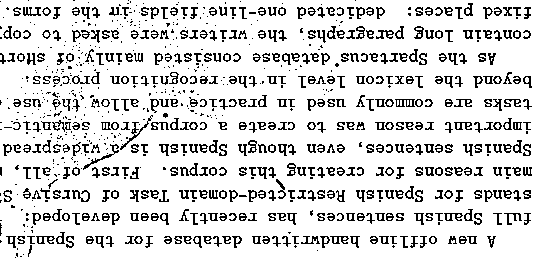 A new offline handwritten database for the Spanish
full Spanish sentences, has recently been developed:
stands for Spanish Restricted-domain Task of Cursive S
main reasons for creating this corpus. First of all,
Spanish sentences, even though Spanish is a widespread
important reason was to create a corpus from semantic-
tasks are commonly used in practice and allow the use
beyond the lexicon level in the recognition process.
As the Spartacus database consisted mainly of short
contain long paragraphs, the writers were asked to copy
fixed places: dedicated one-line fields in the forms.